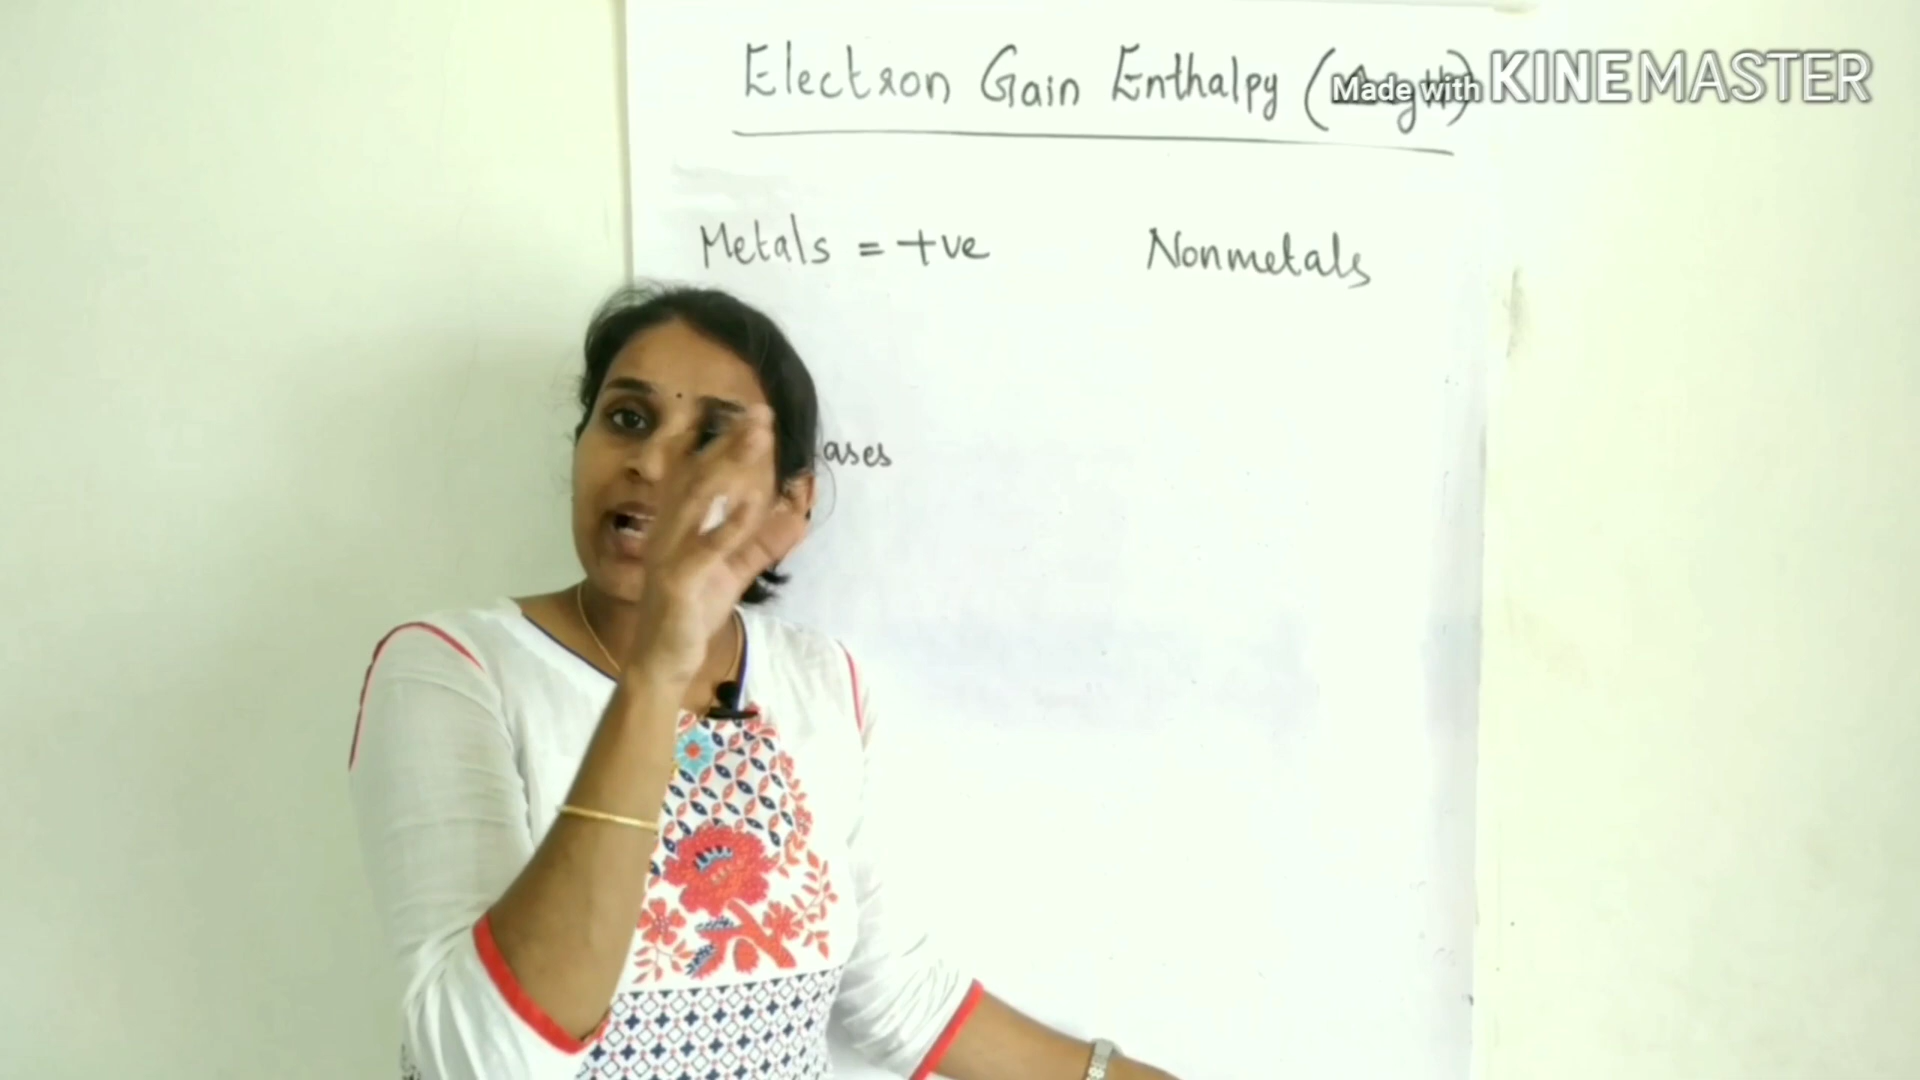 Electron Gain Enthalpy (
Made with KINEMASTER
Metals = +ve Nonmetals
ases